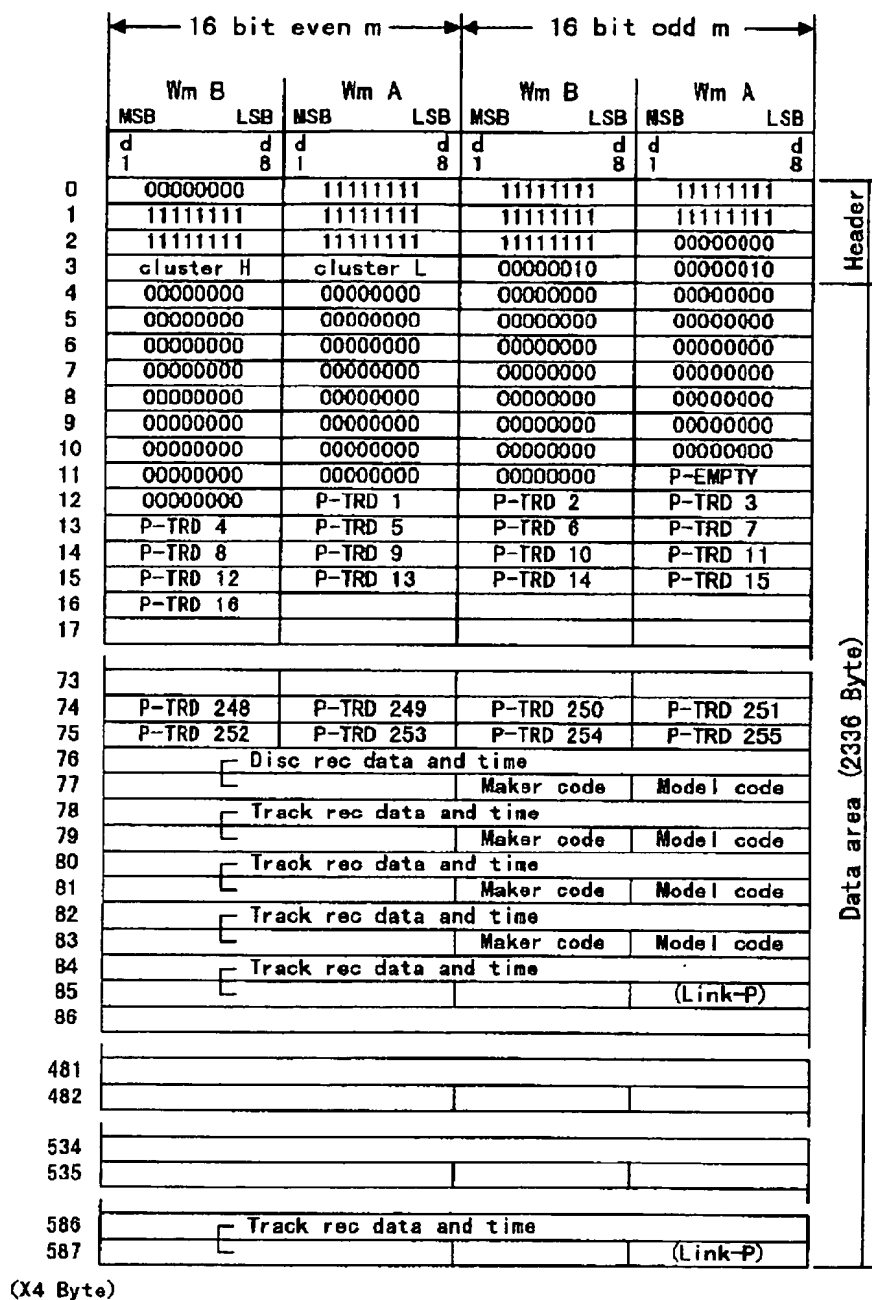 16 bit even m 16 bit odd m
Wm B Wm A Wm B Wm A
MSB LSB MSB LSB MSB LSB MSB LSB
d d d d d d d d
1 8 1 8 1 8 1 8
0 00000000 11111111 11111111 11111111
1 11111111 11111111 11111111 11111111
2 11111111 11111111 11111111 00000000
3 cluster H cluster L 00000010 00000010
4 00000000 00000000 00000000 00000000
5 00000000 00000000 00000000 00000000
6 00000000 00000000 00000000 00000000
7 00000000 00000000 00000000 00000000
8 00000000 00000000 00000000 00000000
9 00000000 00000000 00000000 00000000
10 00000000 00000000 00000000 00000000
11 00000000 00000000 00000000 P-EMPTY
12 00000000 P-TRD 1 P-TRD 2 P-TRD 3
13 P-TRD 4 P-TRD 5 P-TRD 6 P-TRD 7
14 P-TRD 8 P-TRD 9 P-TRD 10 P-TRD 11
15 P-TRD 12 P-TRD 13 P-TRD 14 P-TRD 15
16 P-TRD 16
17
73
74 P-TRD 248 P-TRD 249 P-TRD 250 P-TRD 251
75 P-TRD 252 P-TRD 253 P-TRD 254 P-TRD 255
76 Disc rec data and time
77 Maker code Model code
78 Track rec data and time
79 Maker code Model code
80 Track rec data and time
81 Maker code Model code
82 Track rec data and time
83 Maker code Model code
84 Track rec data and time
85 (Link-P)
86
481
482
534
535
586 Track rec data and time
587 (Link-P)
(X4 Byte)
Header
Data area (2336 Byte)